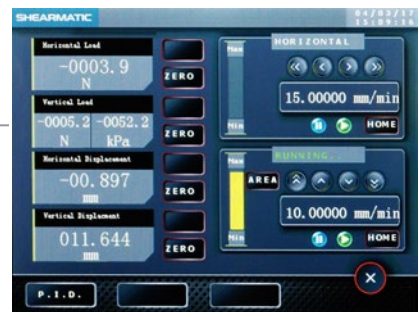 SHEARMATIC
04/03/17
15:09:16
Horizontal Load
-0003.9
N
ZERO
Vertical Load
-0005.2 -0052.2
N kPa
ZERO
Horizontal Displacement
-00.897
mm
ZERO
Vertical Displacement
011.644
mm
ZERO
P.I.D.
HORIZONTAL
Max
15.00000 mm/min
Min
HOME
RUNNING..
Max
AREA
10.00000 mm/min
Min
HOME